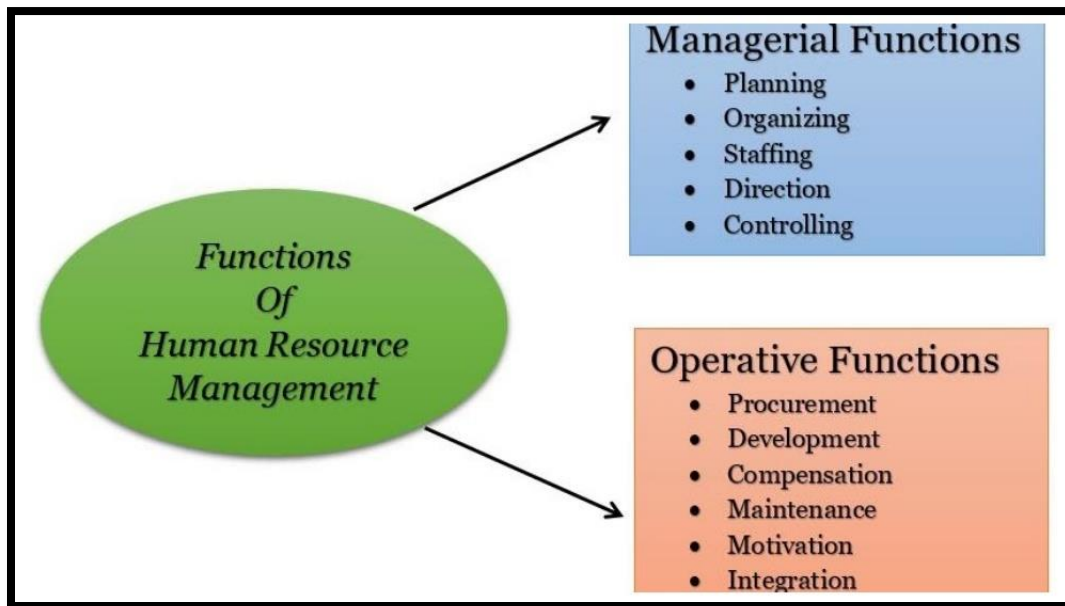 Functions
Of
Human Resource
Management
Managerial Functions
• Planning
• Organizing
• Staffing
• Direction
• Controlling
Operative Functions
• Procurement
• Development
• Compensation
• Maintenance
• Motivation
• Integration